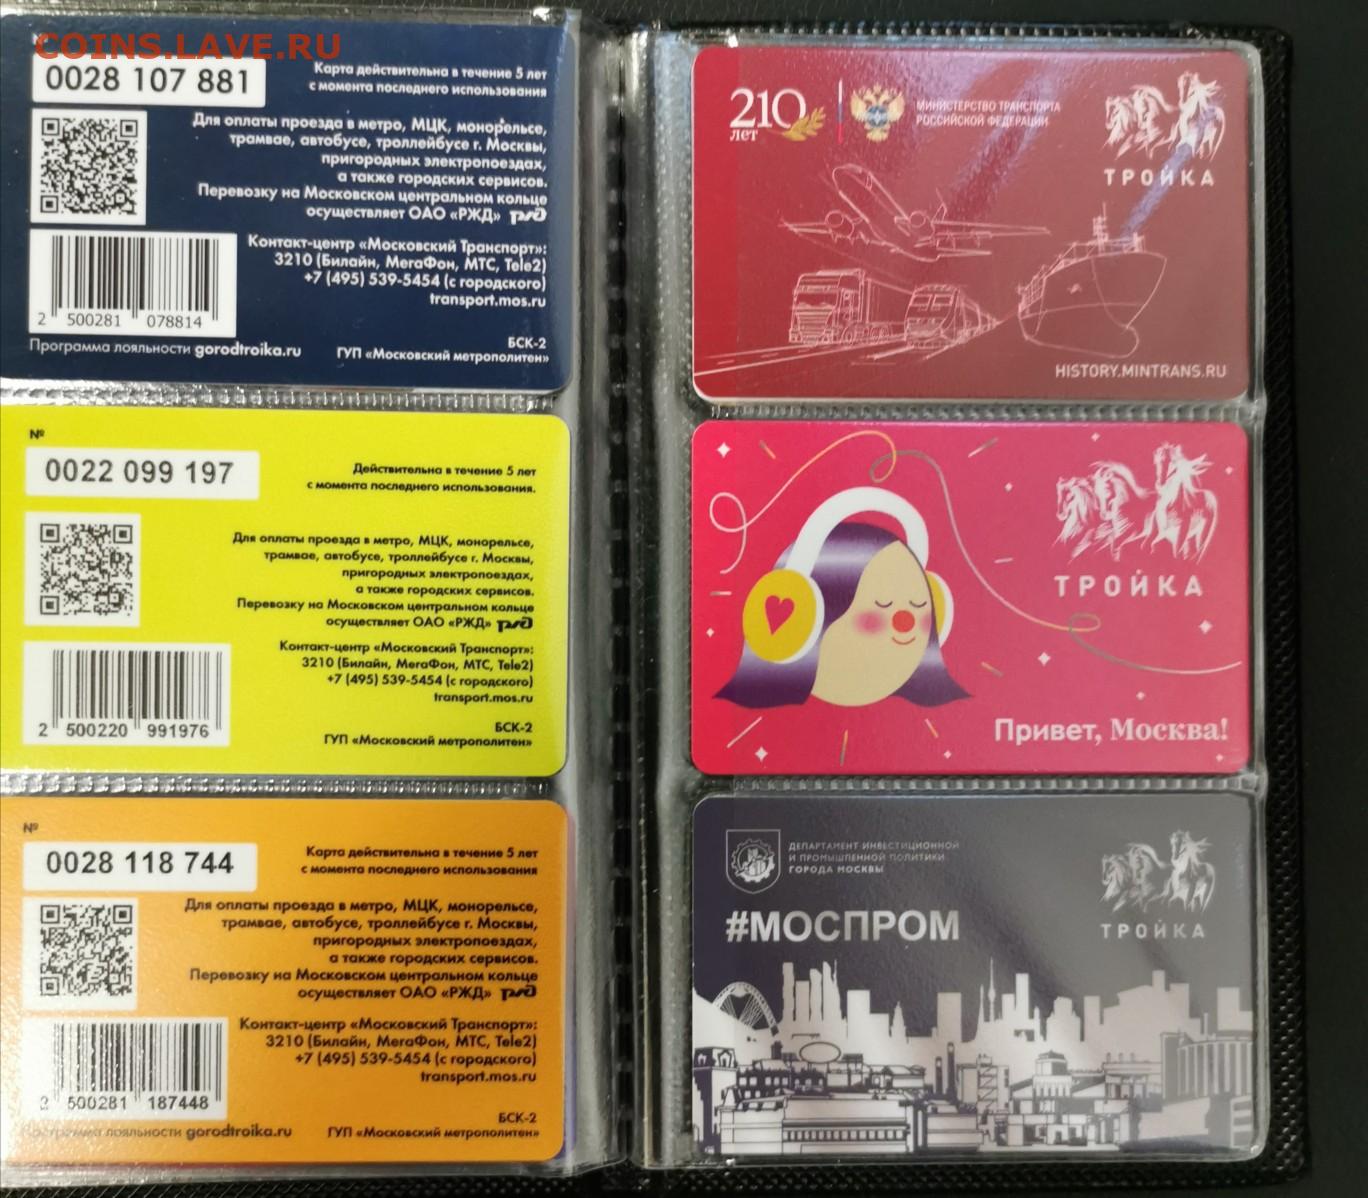 COINS.LAVE.RU
0028 107 881
Карта действительна в течение 5 лет
с момента последнего использования
Для оплаты проезда в метро, МЦК, монорельсе,
трамвае, автобусе, троллейбусе г. Москвы,
пригородных электропоездах,
а также городских сервисов.
Перевозку на Московском центральном кольце
осуществляет ОАО «РЖД» РЖД
Контакт-центр «Московский Транспорт»:
3210 (Билайн, МегаФон, МТС, Tele2)
+7 (495) 539-5454 (с городского)
transport.mos.ru
2 500281 078814
Программа лояльности gorodtroika.ru
БСК-2
ГУП «Московский метрополитен»
№
0022 099 197
Действительна в течение 5 лет
с момента последнего использования.
Для оплаты проезда в метро, МЦК, монорельсе,
трамвае, автобусе, троллейбусе г. Москвы,
пригородных электропоездах,
а также городских сервисов.
Перевозку на Московском центральном кольце
осуществляет ОАО «РЖД» РЖД
Контакт-центр «Московский Транспорт»:
3210 (Билайн, МегаФон, МТС, Tele2)
+7 (495) 539-5454 (с городского)
transport.mos.ru
2 500220 991976
БСК-2
ГУП «Московский метрополитен»
№
0028 118 744
Карта действительна в течение 5 лет
с момента последнего использования
Для оплаты проезда в метро, МЦК, монорельсе,
трамвае, автобусе, троллейбусе г. Москвы,
пригородных электропоездах,
а также городских сервисов.
Перевозку на Московском центральном кольце
осуществляет ОАО «РЖД» РЖД
Контакт-центр «Московский Транспорт»:
3210 (Билайн, МегаФон, МТС, Tele2)
+7 (495) 539-5454 (с городского)
transport.mos.ru
2 500281 187448
БСК-2
Программа лояльности gorodtroika.ru
ГУП «Московский метрополитен»
210
лет
МИНИСТЕРСТВО ТРАНСПОРТА
РОССИЙСКОЙ ФЕДЕРАЦИИ
ТРОЙКА
HISTORY.MINTRANS.RU
ТРОЙКА
Привет, Москва!
ДЕПАРТАМЕНТ ИНВЕСТИЦИОННОЙ
И ПРОМЫШЛЕННОЙ ПОЛИТИКИ
ГОРОДА МОСКВЫ
#МОСПРОМ
ТРОЙКА